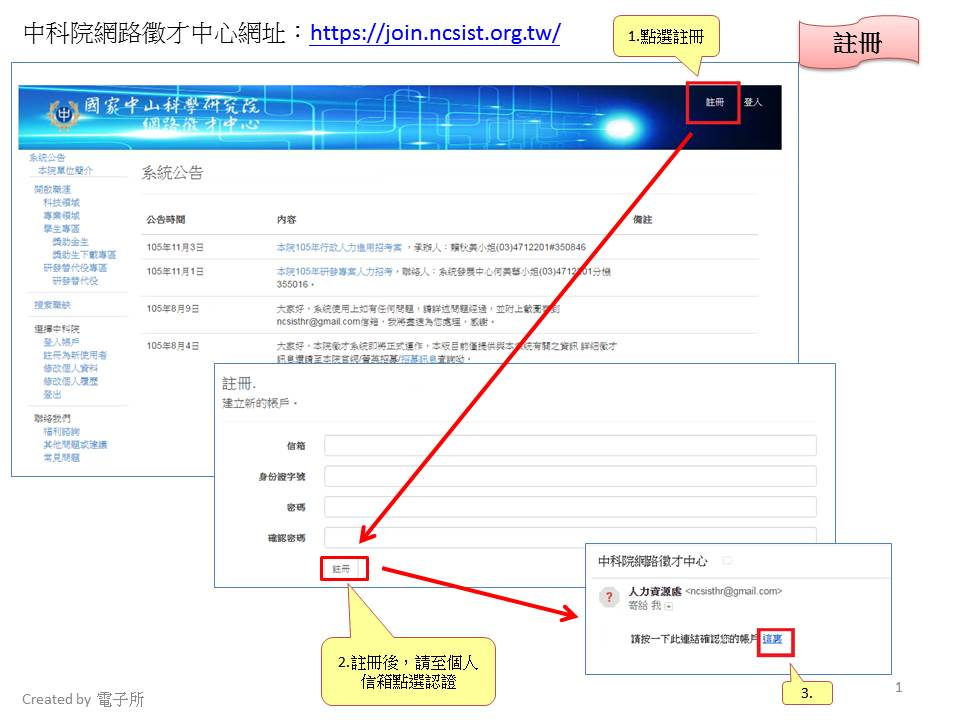 中科院網路徵才中心網址：https://join.ncsist.org.tw/
1.點選註冊
註冊
國家中山科學研究院
網路徵才中心
註冊 登入
系統公告
本院單位簡介
開啟職涯
科技領域
專業領域
學生專區
獎助金生
獎助生下載專區
研發替代役專區
研發替代役
搜索職缺
選擇中科院
登入帳戶
註冊為新使用者
修改個人資料
修改個人履歷
登出
聯絡我們
福利諮詢
其他問題或建議
常見問題
系統公告
公告時間 內容 備註
105年11月3日 本院105年行政人力進用招考案 ，承辦人：賴秋美小姐(03)4712201#350846
105年11月1日 本院105年研發專案人力招考，聯絡人：系統發展中心何美華小姐(03)4712201分機
355016。
105年8月9日 大家好，系統使用上如有任何問題，請詳述問題經過，並附上截圖
ncsisthr@gmail.com信箱，我將盡速為您處理，感謝。
105年8月4日 大家好，本院徵才系統即將正式運作，本版目前僅提供與本系統有關之資訊 詳細徵才
訊息還請至本院官網/菁英招募/招募訊息查詢呦。
註冊.
建立新的帳戶。
信箱
身份證字號
密碼
確認密碼
註冊
2.註冊後，請至個人
信箱點選認證
中科院網路徵才中心
?
人力資源處 <ncsisthr@gmail.com>
寄給 我
請按一下此連結確認您的帳戶 這裏
3.
Created by 電子所
1